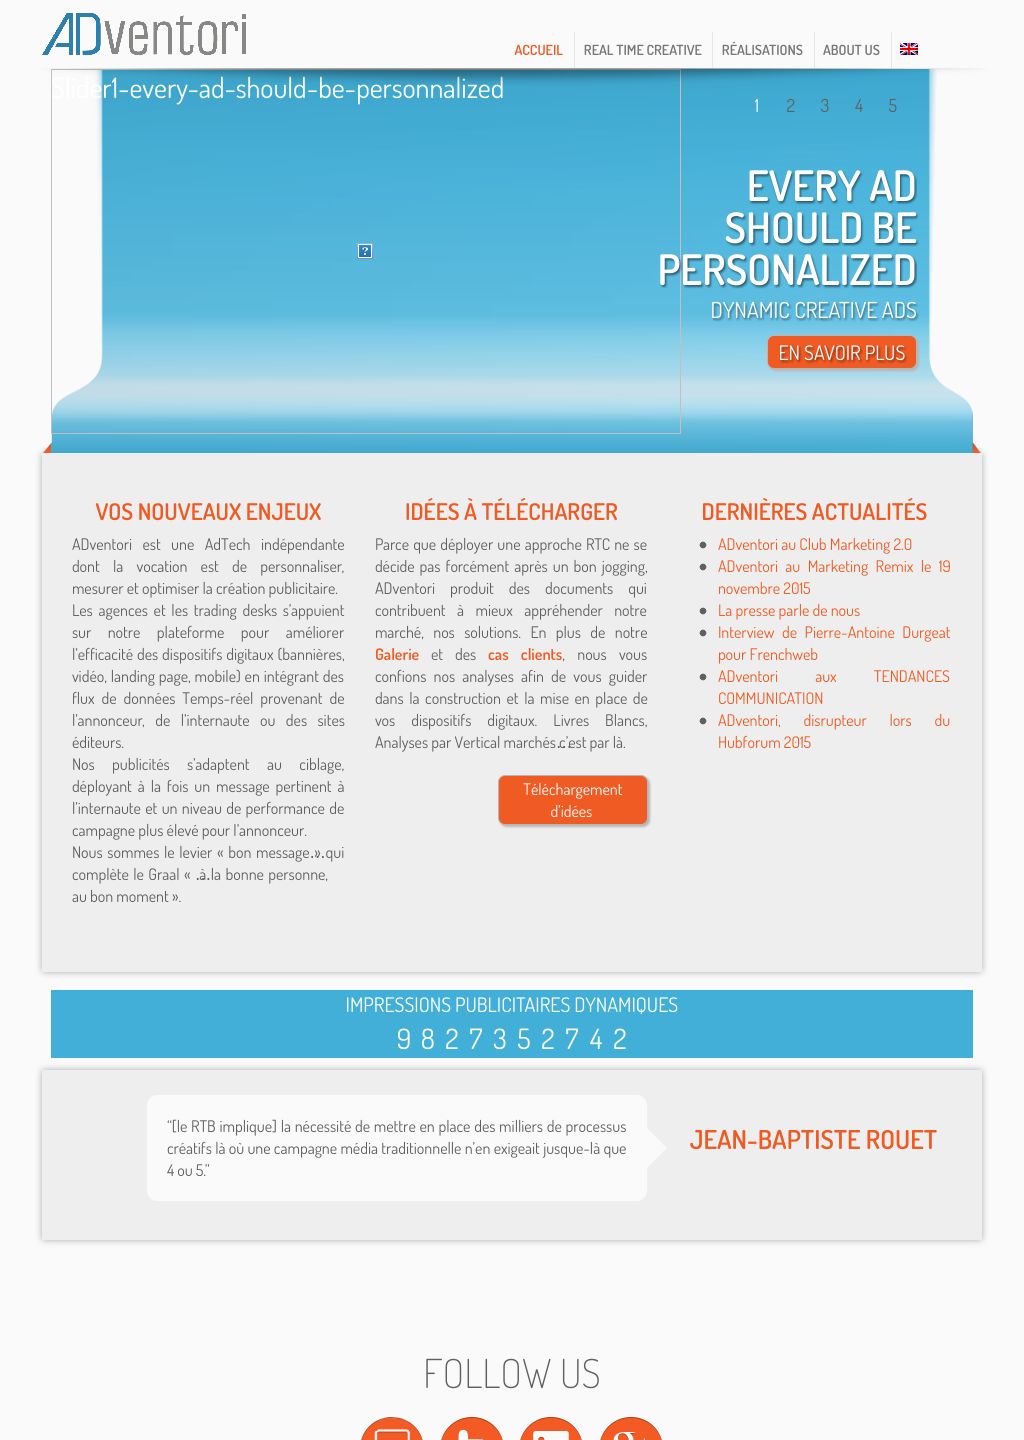 ADventori
ACCUEIL
REAL TIME CREATIVE
RÉALISATIONS
ABOUT US
Slider1-every-ad-should-be-personnalized
1 2 3 4 5
EVERY AD
SHOULD BE
PERSONALIZED
DYNAMIC CREATIVE ADS
EN SAVOIR PLUS
VOS NOUVEAUX ENJEUX
ADventori est une AdTech indépendante
dont la vocation est de personnaliser,
mesurer et optimiser la création publicitaire.
Les agences et les trading desks s'appuient
sur notre plateforme pour améliorer
l'efficacité des dispositifs digitaux (bannières,
vidéo, landing page, mobile) en intégrant des
flux de données Temps-réel provenant de
l'annonceur, de l'internaute ou des sites
éditeurs.
Nos publicités s'adaptent au ciblage,
déployant à la fois un message pertinent à
l'internaute et un niveau de performance de
campagne plus élevé pour l'annonceur.
Nous sommes le levier « bon message » qui
complète le Graal « à la bonne personne,
au bon moment ».
IDÉES À TÉLÉCHARGER
Parce que déployer une approche RTC ne se
décide pas forcément après un bon jogging,
ADventori produit des documents qui
contribuent à mieux appréhender notre
marché, nos solutions. En plus de notre
Galerie et des cas clients, nous vous
confions nos analyses afin de vous guider
dans la construction et la mise en place de
vos dispositifs digitaux. Livres Blancs,
Analyses par Vertical marchés c'est par là.
Téléchargement
d'idées
DERNIÈRES ACTUALITÉS
ADventori au Club Marketing 2.0
ADventori au Marketing Remix le 19
novembre 2015
La presse parle de nous
Interview de Pierre-Antoine Durgeat
pour Frenchweb
ADventori aux TENDANCES
COMMUNICATION
ADventori, disrupteur lors du
Hubforum 2015
IMPRESSIONS PUBLICITAIRES DYNAMIQUES
9827352742
“[le RTB implique] la nécessité de mettre en place des milliers de processus
créatifs là où une campagne média traditionnelle n'en exigeait jusque-là que
4 ou 5.”
JEAN-BAPTISTE ROUET
FOLLOW US